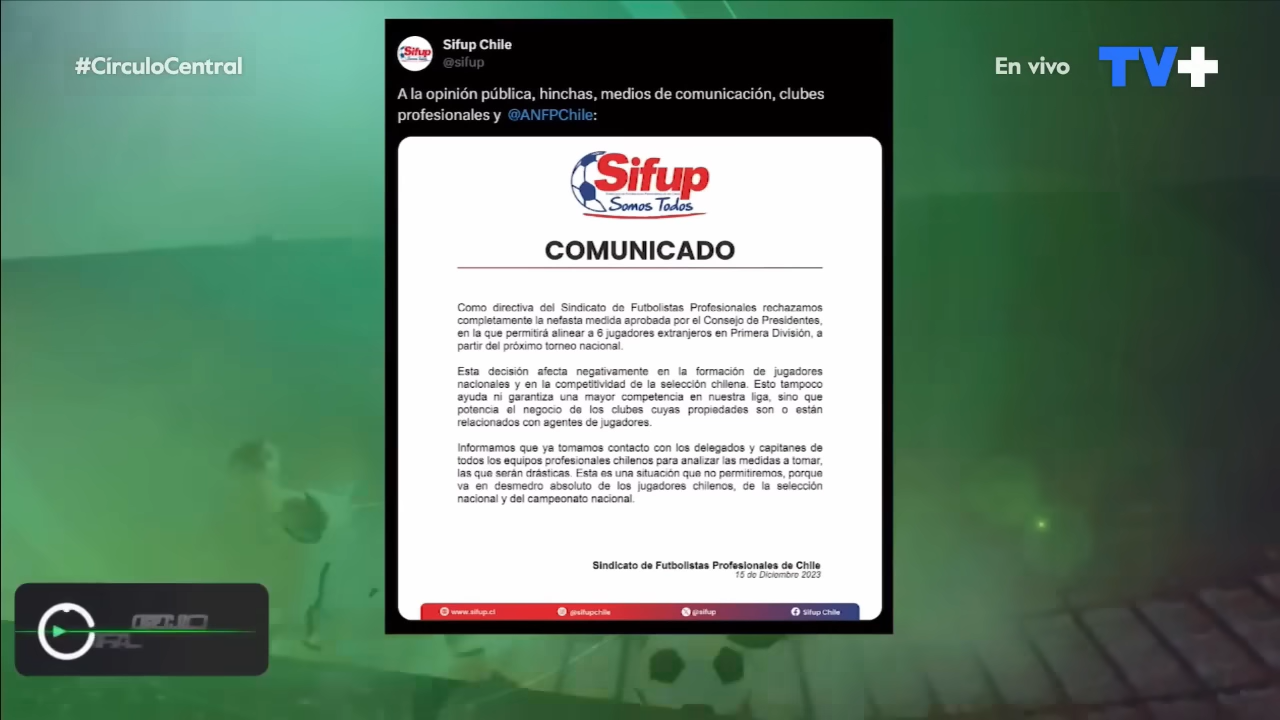 #CírculoCentral
En vivo
TV+
Sifup Chile
@sifup
A la opinión pública, hinchas, medios de comunicación, clubes
profesionales y @ANFPChile:
Sifup
Somos Todos
COMUNICADO
Como directiva del Sindicato de Futbolistas Profesionales rechazamos
completamente la nefasta medida aprobada por el Consejo de Presidentes,
en la que permitirá alinear a 6 jugadores extranjeros en Primera División, a
partir del próximo torneo nacional.
Esta decisión afecta negativamente en la formación de jugadores
nacionales y en la competitividad de la selección chilena. Esto tampoco
ayuda ni garantiza una mayor competencia en nuestra liga, sino que
potencia el negocio de los clubes cuyas propiedades son o están
relacionados con agentes de jugadores.
Informamos que ya tomamos contacto con los delegados y capitanes de
todos los equipos profesionales chilenos para analizar las medidas a tomar,
las que serán drásticas. Esta es una situación que no permitiremos, porque
va en desmedro absoluto de los jugadores chilenos, de la selección
nacional y del campeonato nacional.
Sindicato de Futbolistas Profesionales de Chile
15 de Diciembre 2023
www.sifup.cl @sifupchile @sifup Sifup Chile